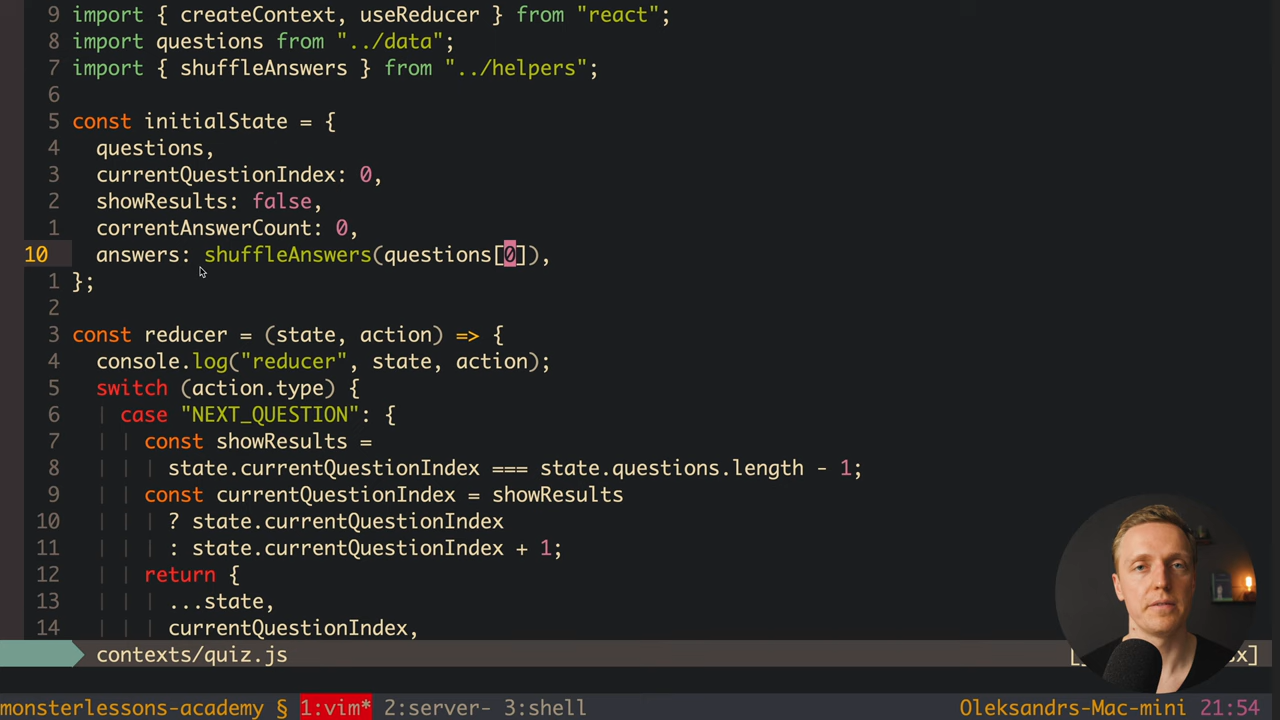 9 import { createContext, useReducer } from "react";
8 import questions from "../data";
7 import { shuffleAnswers } from "../helpers";
6
5 const initialState = {
4   questions,
3   currentQuestionIndex: 0,
2   showResults: false,
1   correntAnswerCount: 0,
10   answers: shuffleAnswers(questions[0]),
1 };
2
3 const reducer = (state, action) => {
4   console.log("reducer", state, action);
5   switch (action.type) {
6     case "NEXT_QUESTION": {
7       const showResults =
8         state.currentQuestionIndex === state.questions.length - 1;
9       const currentQuestionIndex = showResults
10         ? state.currentQuestionIndex
11         : state.currentQuestionIndex + 1;
12       return {
13         ...state,
14         currentQuestionIndex,
contexts/quiz.js
monsterlessons-academy § 1:vim* 2:server- 3:shell Oleksandrs-Mac-mini 21:54